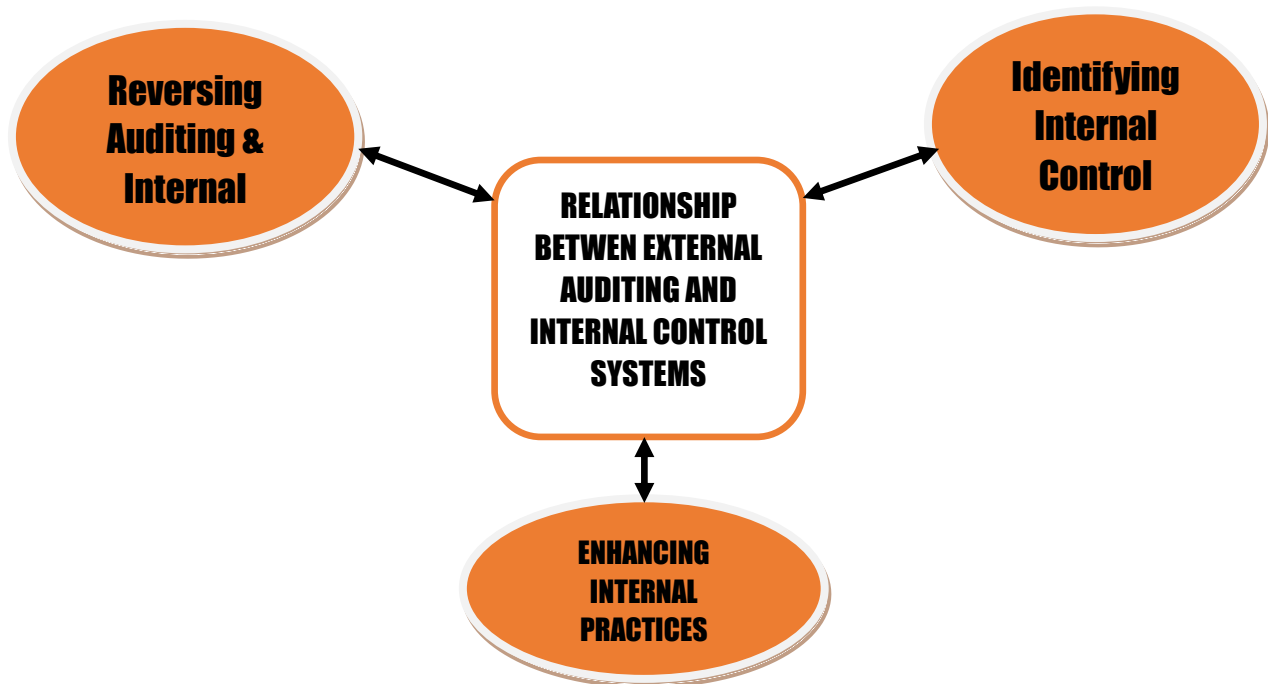 Reversing
Auditing &
Internal
Identifying
Internal
Control
RELATIONSHIP
BETWEN EXTERNAL
AUDITING AND
INTERNAL CONTROL
SYSTEMS
ENHANCING
INTERNAL
PRACTICES